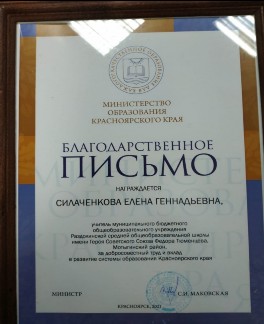 МИНИСТЕРСТВО
ОБРАЗОВАНИЯ
КРАСНОЯРСКОГО КРАЯ
БЛАГОДАРСТВЕННОЕ
ПИСЬМО
НАГРАЖДАЕТСЯ
СИЛАЧЕНКОВА ЕЛЕНА ГЕННАДЬЕВНА,
учитель муниципального бюджетного
общеобразовательного учреждения
Раздолинской средней общеобразовательной школы
имени Героя Советского Союза Федора Тюменцева,
Мотыгинский район,
за добросовестный труд и вклад
в развитие системы образования Красноярского края
МИНИСТР С.И. МАКОВСКАЯ
КРАСНОЯРСК,